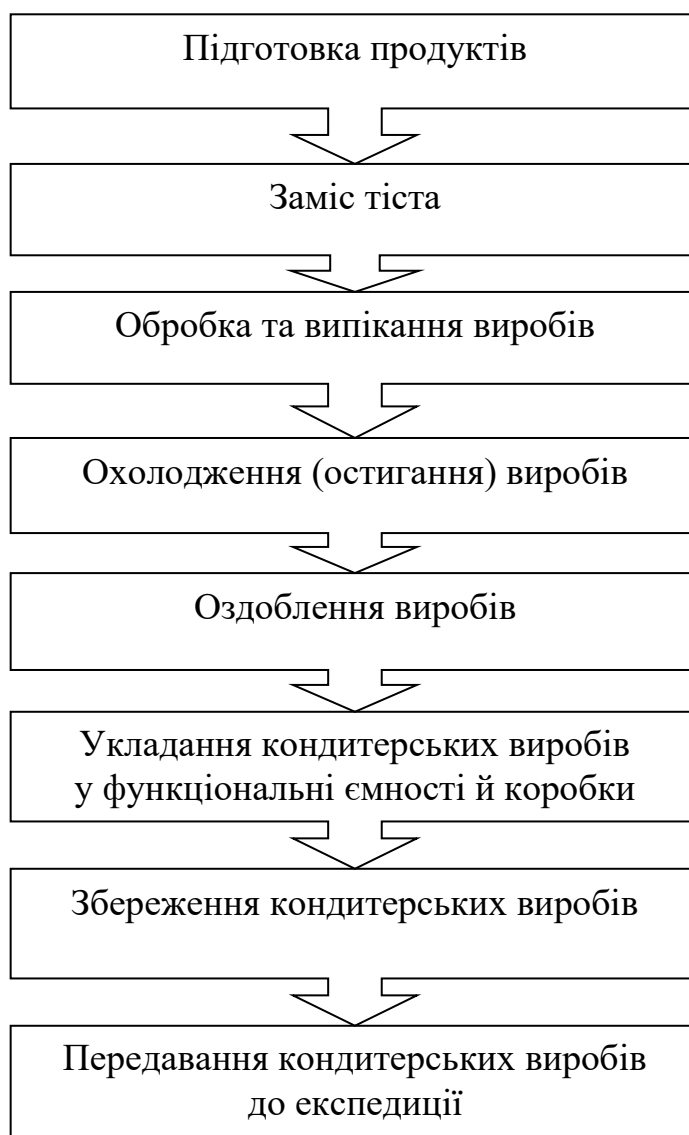 Підготовка продуктів
Заміс тіста
Обробка та випікання виробів
Охолодження (остигання) виробів
Оздоблення виробів
Укладання кондитерських виробів
у функціональні ємності й коробки
Збереження кондитерських виробів
Передавання кондитерських виробів
до експедиції